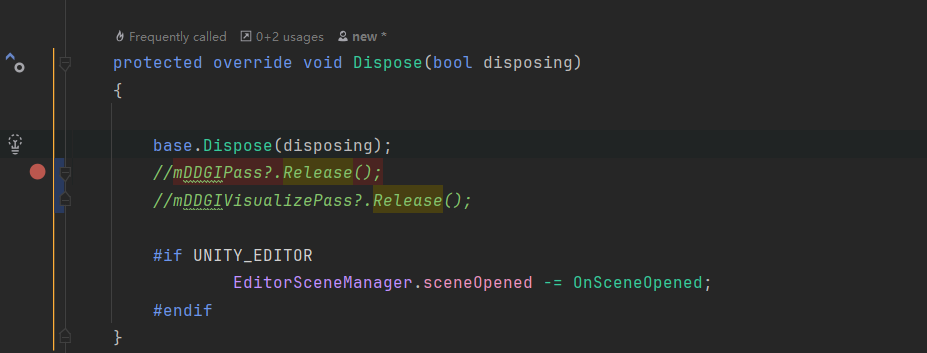 Frequently called 0+2 usages new *
protected override void Dispose(bool disposing)
{
base.Dispose(disposing);
//mDDGIPass?.Release();
//mDDGIVisualizePass?.Release();
#if UNITY_EDITOR
EditorSceneManager.sceneOpened -= OnSceneOpened;
#endif
}